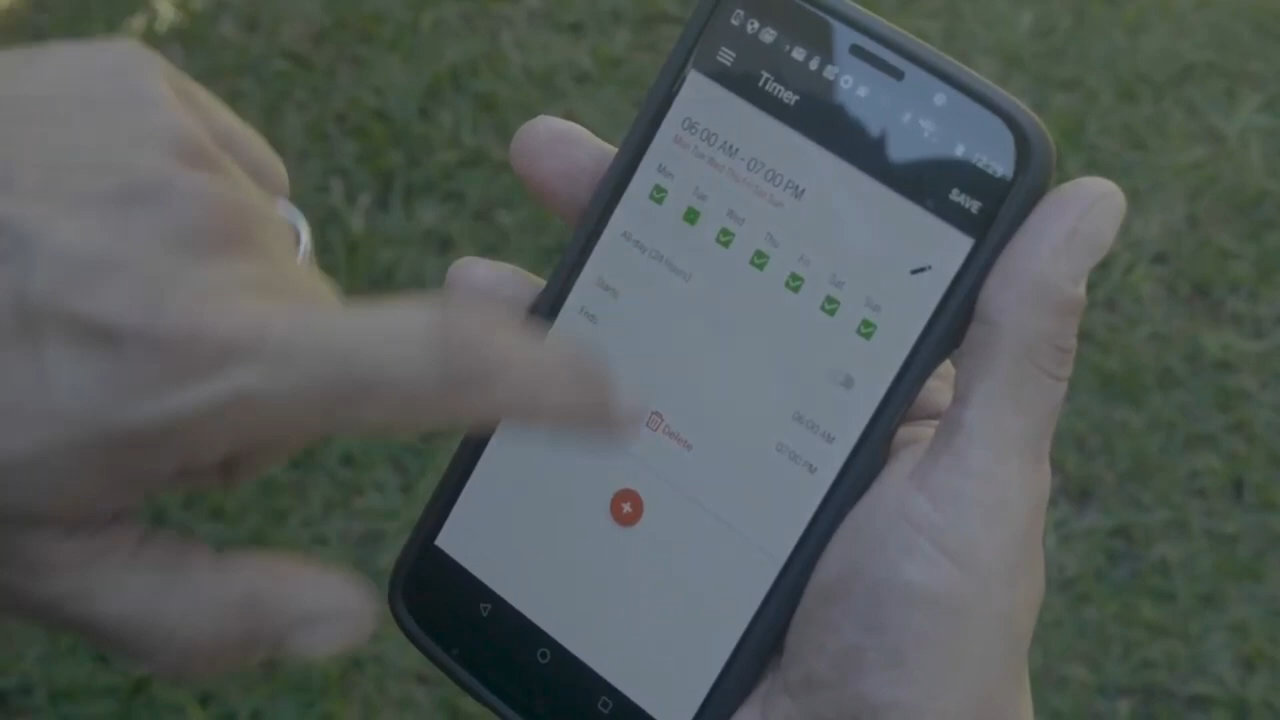 Timer
SAVE
06:00 AM - 07:00 PM
Mon Tue Wed Thu Fri Sat Sun
Mon Tue Wed Thu Fri Sat Sun
All-day (24 hours)
Starts 06:00 AM
Ends 07:00 PM
Delete